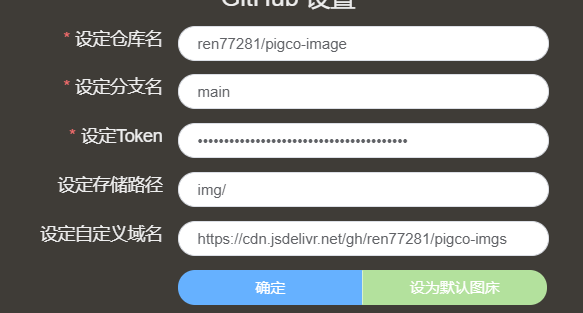 GitHub 设置
* 设定仓库名
ren77281/pigco-image
* 设定分支名
main
* 设定Token
••••••••••••••••••••••••••••••••••••••••
设定存储路径
img/
设定自定义域名
https://cdn.jsdelivr.net/gh/ren77281/pigco-imgs
确定
设为默认图床